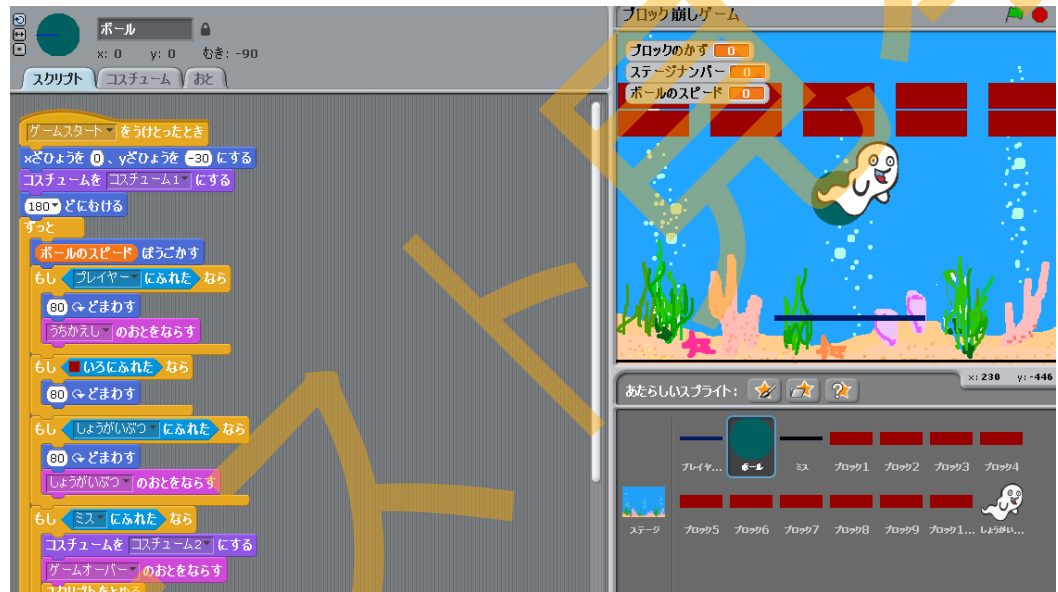 ボール
x: 0 y: 0 むき: -90
スクリプト コスチューム おと
ゲームスタート をうけとったとき
xざひょうを 0 、yざひょうを -30 にする
コスチュームを コスチューム1 にする
180 どにむける
ずっと
ボールのスピード ほうごかす
もし プレイヤー にふれた なら
80 どまわす
うちかえし のおとをならす
もし いろにふれた なら
80 どまわす
もし しょうがいぶつ にふれた なら
80 どまわす
しょうがいぶつ のおとをならす
もし ミス にふれた なら
コスチュームを コスチューム2 にする
ゲームオーバー のおとをならす
スクリプトをとめる
ブロック崩しゲーム
ブロックのかず 0
ステージナンバー 0
ボールのスピード 0
x: 230 y: -446
あたらしいスプライト:
プレイヤ... ボール ミス ブロック1 ブロック2 ブロック3 ブロック4
ステージ ブロック5 ブロック6 ブロック7 ブロック8 ブロック9 ブロック1... しょうがい...